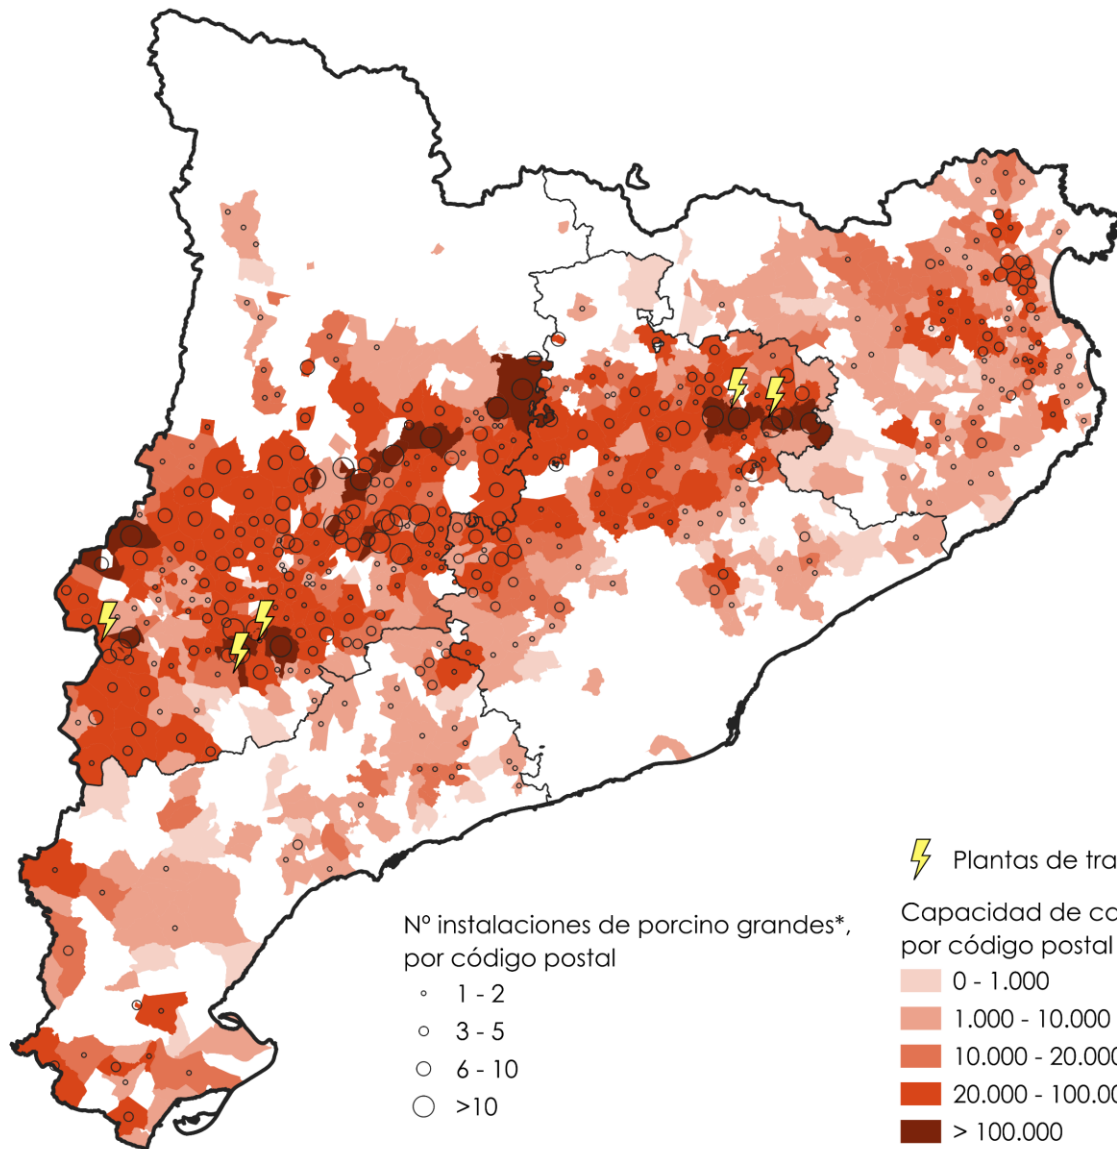 Plantas de tra
Capacidad de
por código postal
0 - 1.000
1.000 - 10.000
10.000 - 20.000
20.000 - 100.00
> 100.000
Nº instalaciones de porcino grandes*,
por código postal
1 - 2
3 - 5
6 - 10
>10